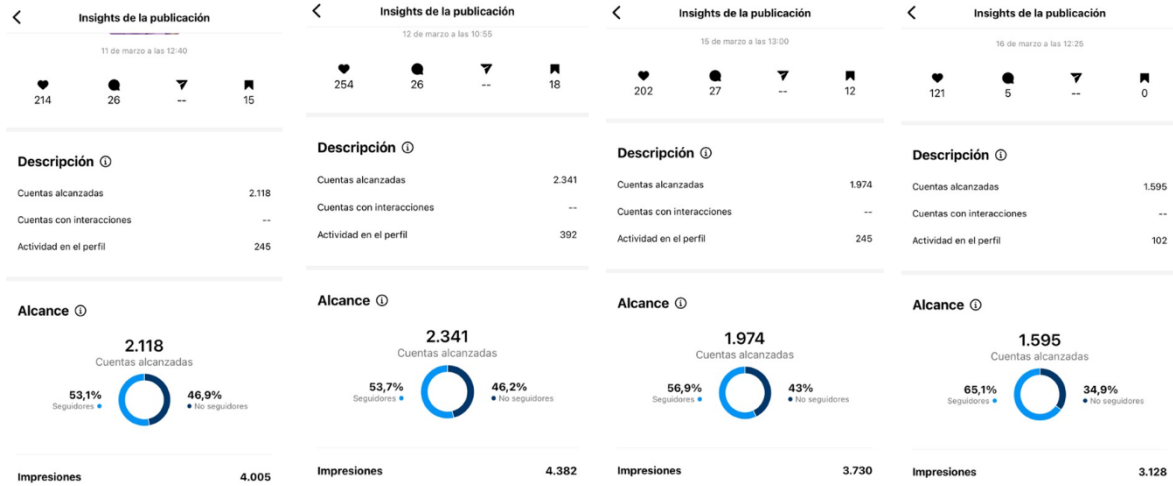 Insights de la publicación
11 de marzo a las 12:40
214 26 -- 15
Descripción
Cuentas alcanzadas 2.118
Cuentas con interacciones --
Actividad en el perfil 245
Alcance
2.118
Cuentas alcanzadas
53,1% 46,9%
Seguidores No seguidores
Impresiones 4.005
Insights de la publicación
12 de marzo a las 10:55
254 26 -- 18
Descripción
Cuentas alcanzadas 2.341
Cuentas con interacciones --
Actividad en el perfil 392
Alcance
2.341
Cuentas alcanzadas
53,7% 46,2%
Seguidores No seguidores
Impresiones 4.382
Insights de la publicación
15 de marzo a las 13:00
202 27 -- 12
Descripción
Cuentas alcanzadas 1.974
Cuentas con interacciones --
Actividad en el perfil 245
Alcance
1.974
Cuentas alcanzadas
56,9% 43%
Seguidores No seguidores
Impresiones 3.730
Insights de la publicación
16 de marzo a las 12:25
121 5 -- 0
Descripción
Cuentas alcanzadas 1.595
Cuentas con interacciones --
Actividad en el perfil 102
Alcance
1.595
Cuentas alcanzadas
65,1% 34,9%
Seguidores No seguidores
Impresiones 3.128